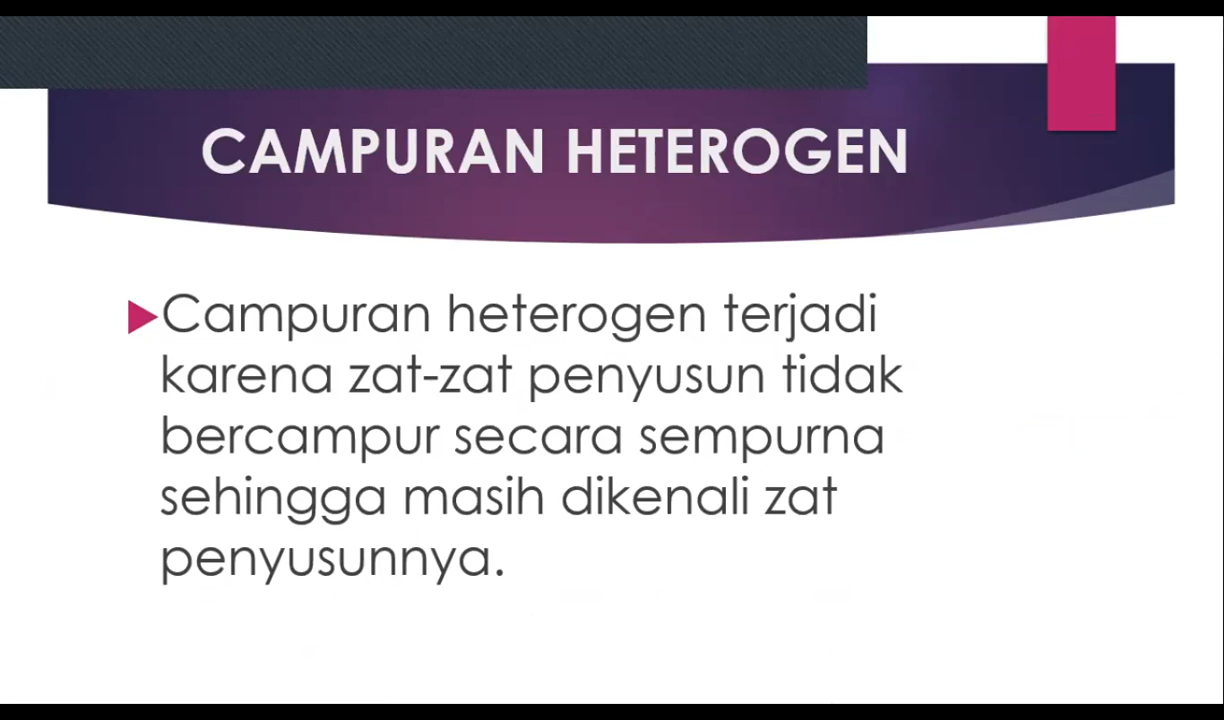 CAMPURAN HETEROGEN
Campuran heterogen terjadi
karena zat-zat penyusun tidak
bercampur secara sempurna
sehingga masih dikenali zat
penyusunnya.